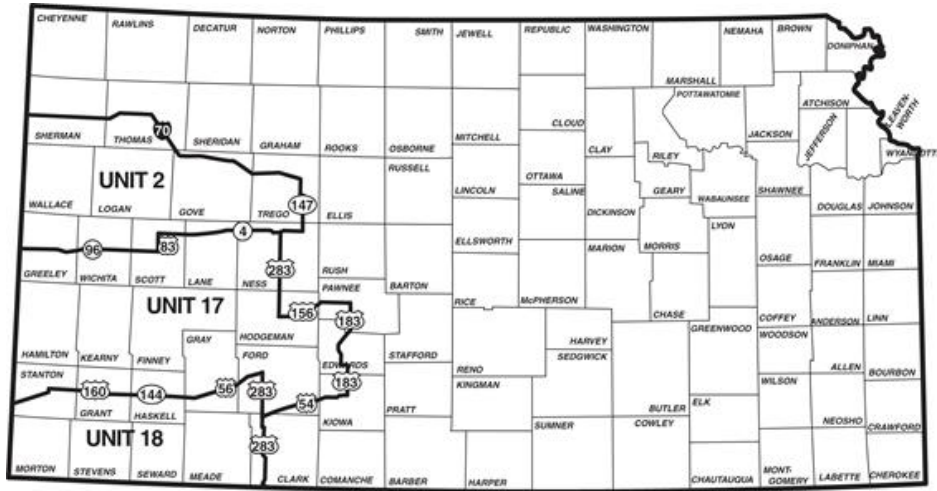 CHEYENNE
RAWLINS
DECATUR
NORTON
PHILLIPS
SMITH
JEWELL
REPUBLIC
WASHINGTON
MARSHALL
NEMAHA
BROWN
DONIPHAN
SHERMAN
THOMAS
70
SHERIDAN
GRAHAM
ROOKS
OSBORNE
MITCHELL
CLOUD
CLAY
RILEY
POTTAWATOMIE
JACKSON
ATCHISON
JEFFERSON
LEAVEN-
WORTH
WYANDOTTE
UNIT 2
WALLACE
LOGAN
GOVE
TREGO
147
ELLIS
RUSSELL
LINCOLN
OTTAWA
SALINE
DICKINSON
GEARY
WABAUNSEE
SHAWNEE
DOUGLAS
JOHNSON
96
83
4
283
GREELEY
WICHITA
SCOTT
LANE
NESS
RUSH
PAWNEE
BARTON
ELLSWORTH
RICE
McPHERSON
MARION
MORRIS
CHASE
LYON
OSAGE
FRANKLIN
MIAMI
UNIT 17
156
183
HAMILTON
KEARNY
FINNEY
GRAY
HODGEMAN
FORD
EDWARDS
STAFFORD
RENO
HARVEY
SEDGWICK
GREENWOOD
COFFEY
WOODSON
ANDERSON
LINN
STANTON
160
GRANT
144
HASKELL
56
283
54
183
KIOWA
PRATT
KINGMAN
SUMNER
BUTLER
COWLEY
ELK
WILSON
ALLEN
BOURBON
NEOSHO
CRAWFORD
UNIT 18
283
MORTON
STEVENS
SEWARD
MEADE
CLARK
COMANCHE
BARBER
HARPER
CHAUTAUQUA
MONT-
GOMERY
LABETTE
CHEROKEE